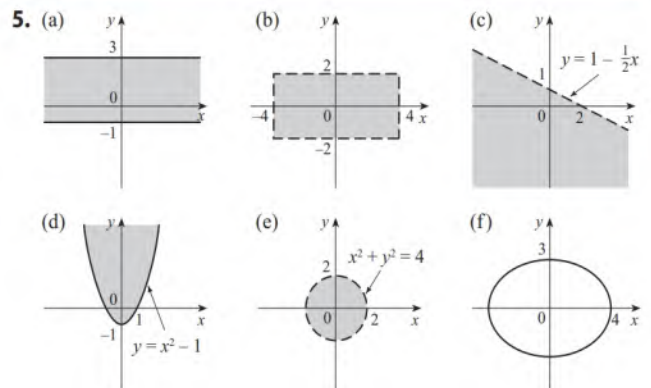 5. (a) (b) (c)
y y y
3
2
1
y = 1 – ½x
0 x
–4 0 4 x
0 2 x
–1
–2
(d) (e) (f)
y y y
x² + y² = 4
3
2
0 1 x
0 2 x
0 4 x
–1
y = x² – 1